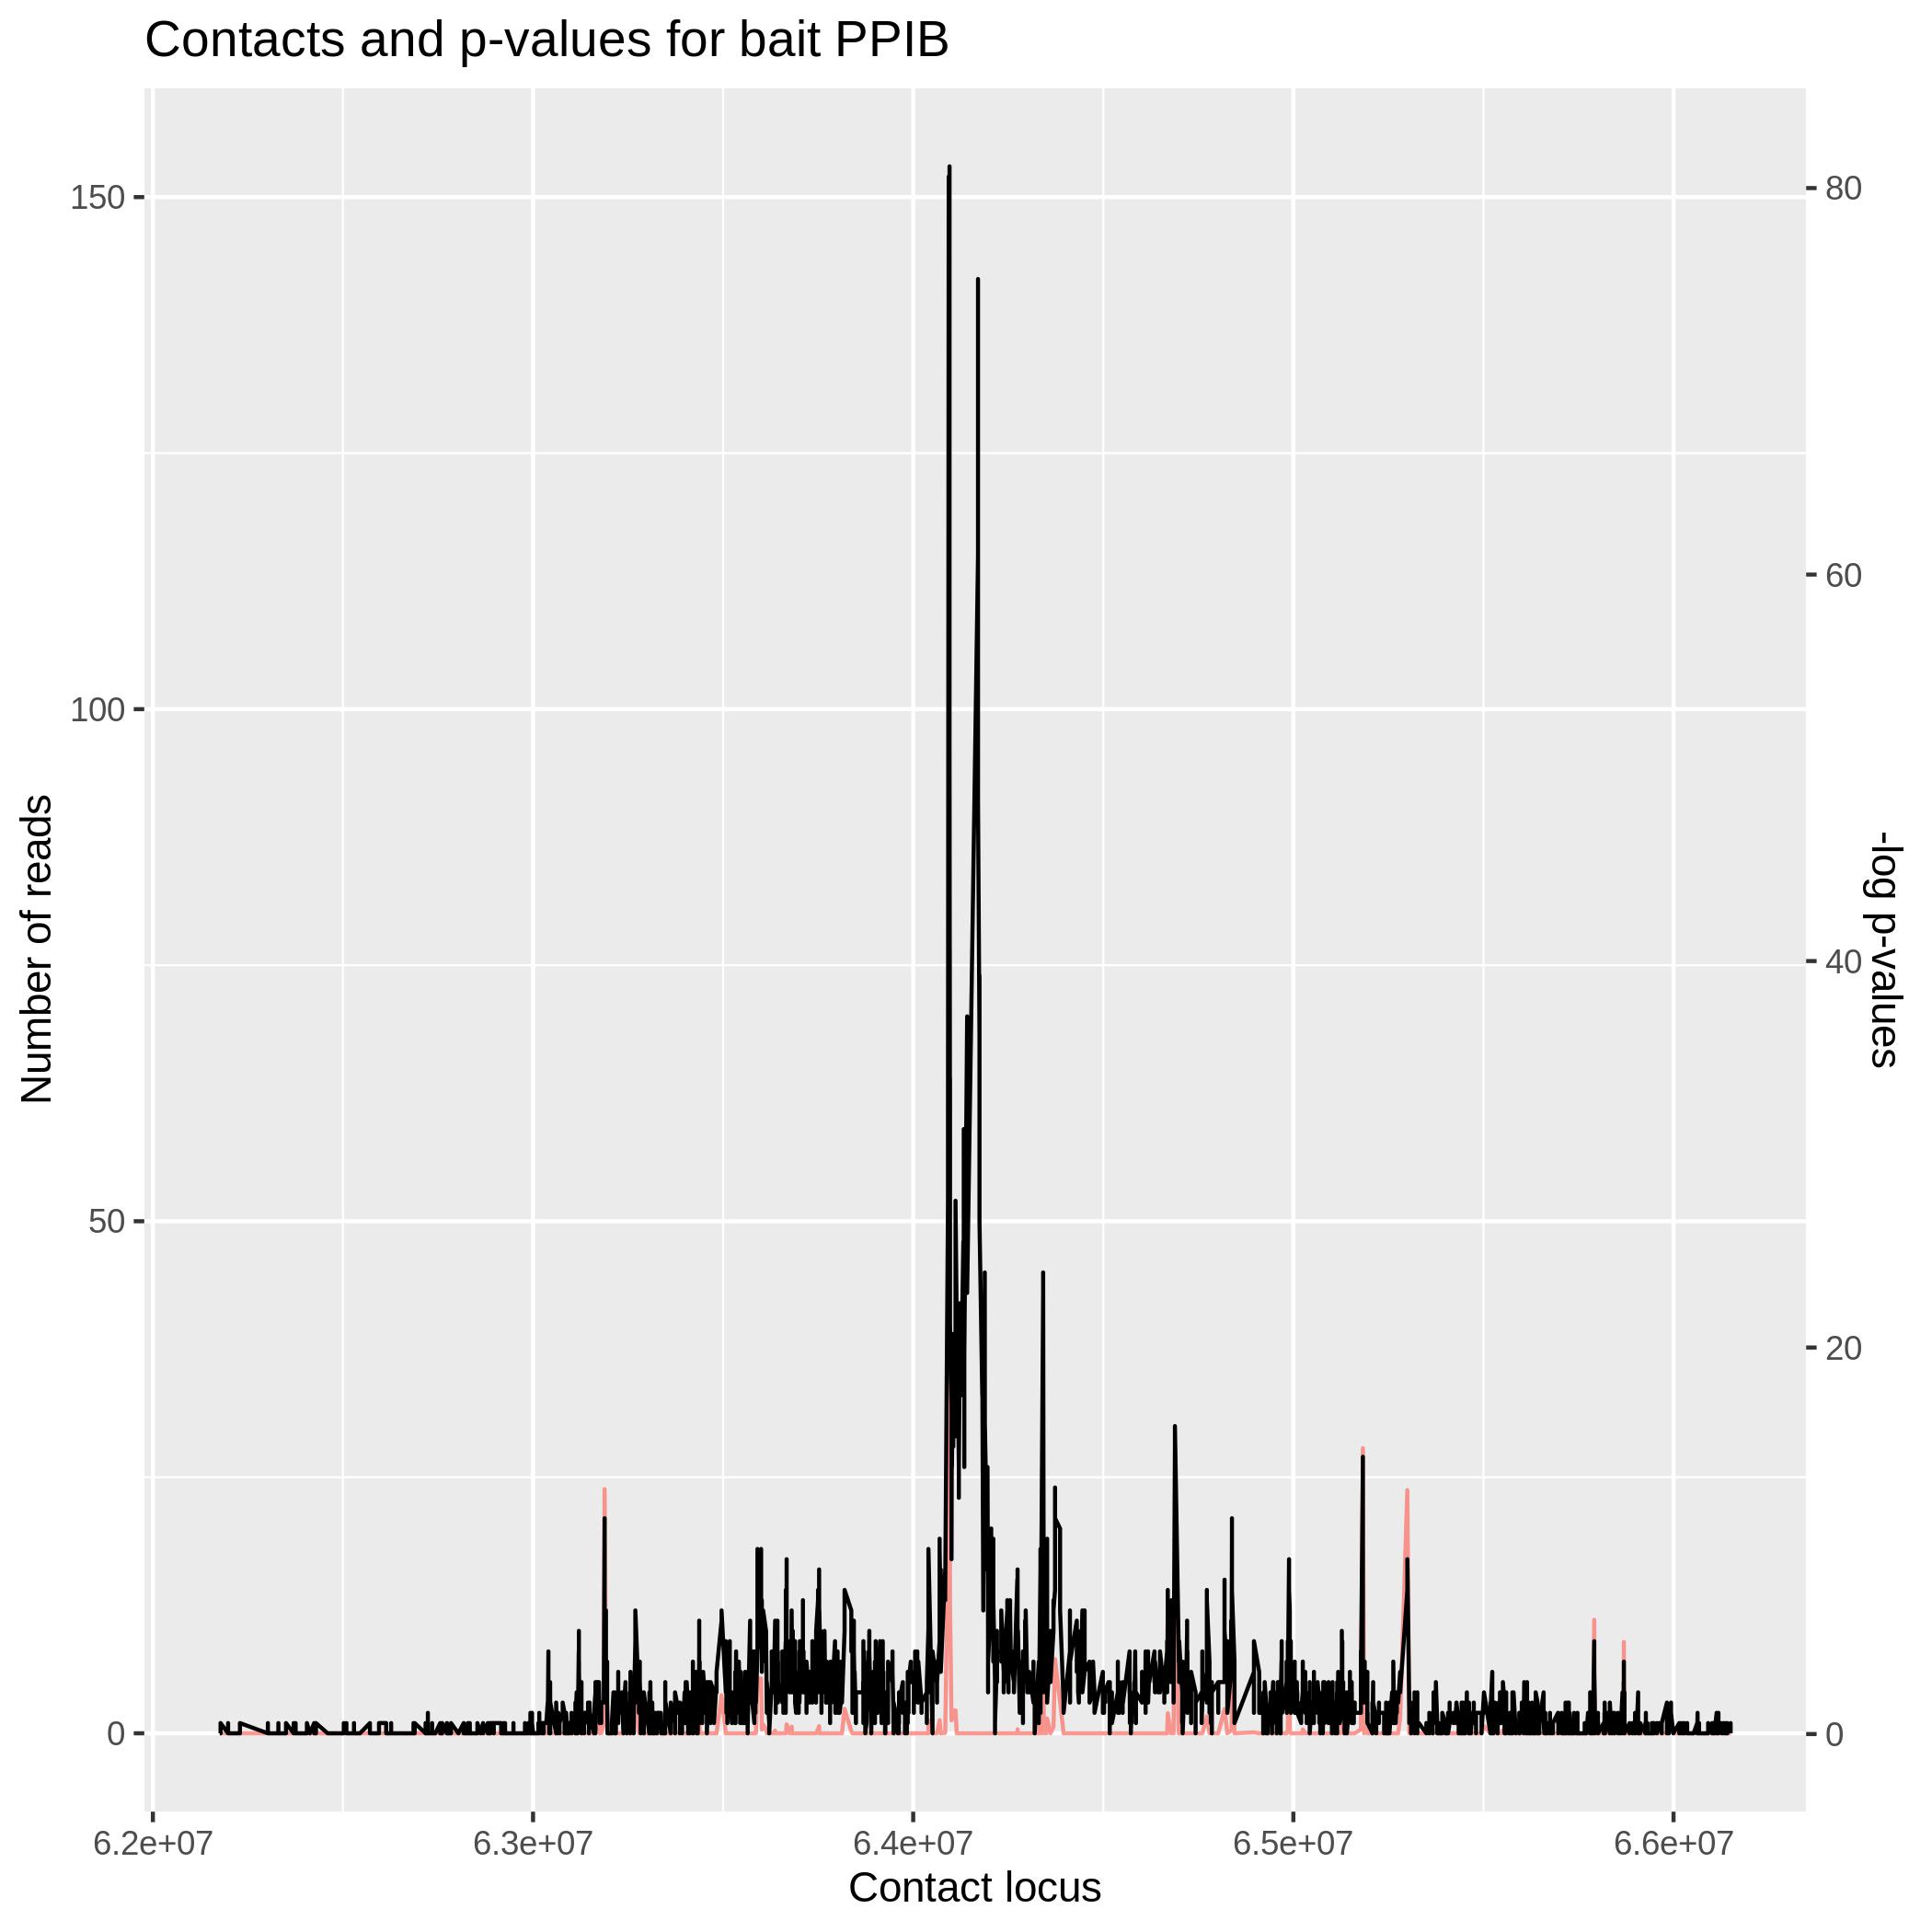 Contacts and p-values for bait PPIB
150
100
50
0
Number of reads
80
60
40
20
0
-log p-values
6.2e+07 6.3e+07 6.4e+07 6.5e+07 6.6e+07
Contact locus